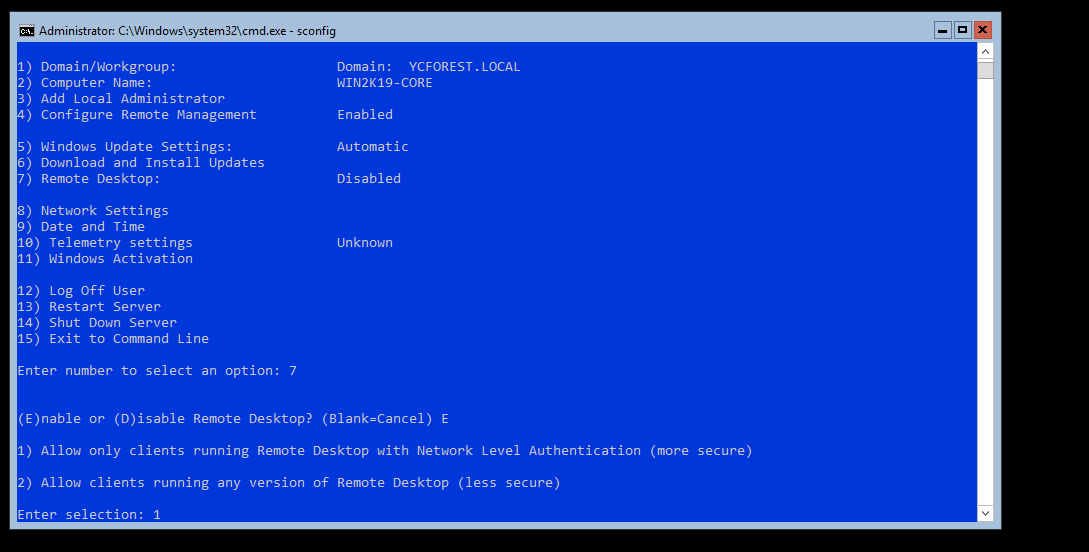 Administrator: C:\Windows\system32\cmd.exe - sconfig
1) Domain/Workgroup: Domain: YCFOREST.LOCAL
2) Computer Name: WIN2K19-CORE
3) Add Local Administrator
4) Configure Remote Management Enabled
5) Windows Update Settings: Automatic
6) Download and Install Updates
7) Remote Desktop: Disabled
8) Network Settings
9) Date and Time
10) Telemetry settings Unknown
11) Windows Activation
12) Log Off User
13) Restart Server
14) Shut Down Server
15) Exit to Command Line
Enter number to select an option: 7
(E)nable or (D)isable Remote Desktop? (Blank=Cancel) E
1) Allow only clients running Remote Desktop with Network Level Authentication (more secure)
2) Allow clients running any version of Remote Desktop (less secure)
Enter selection: 1